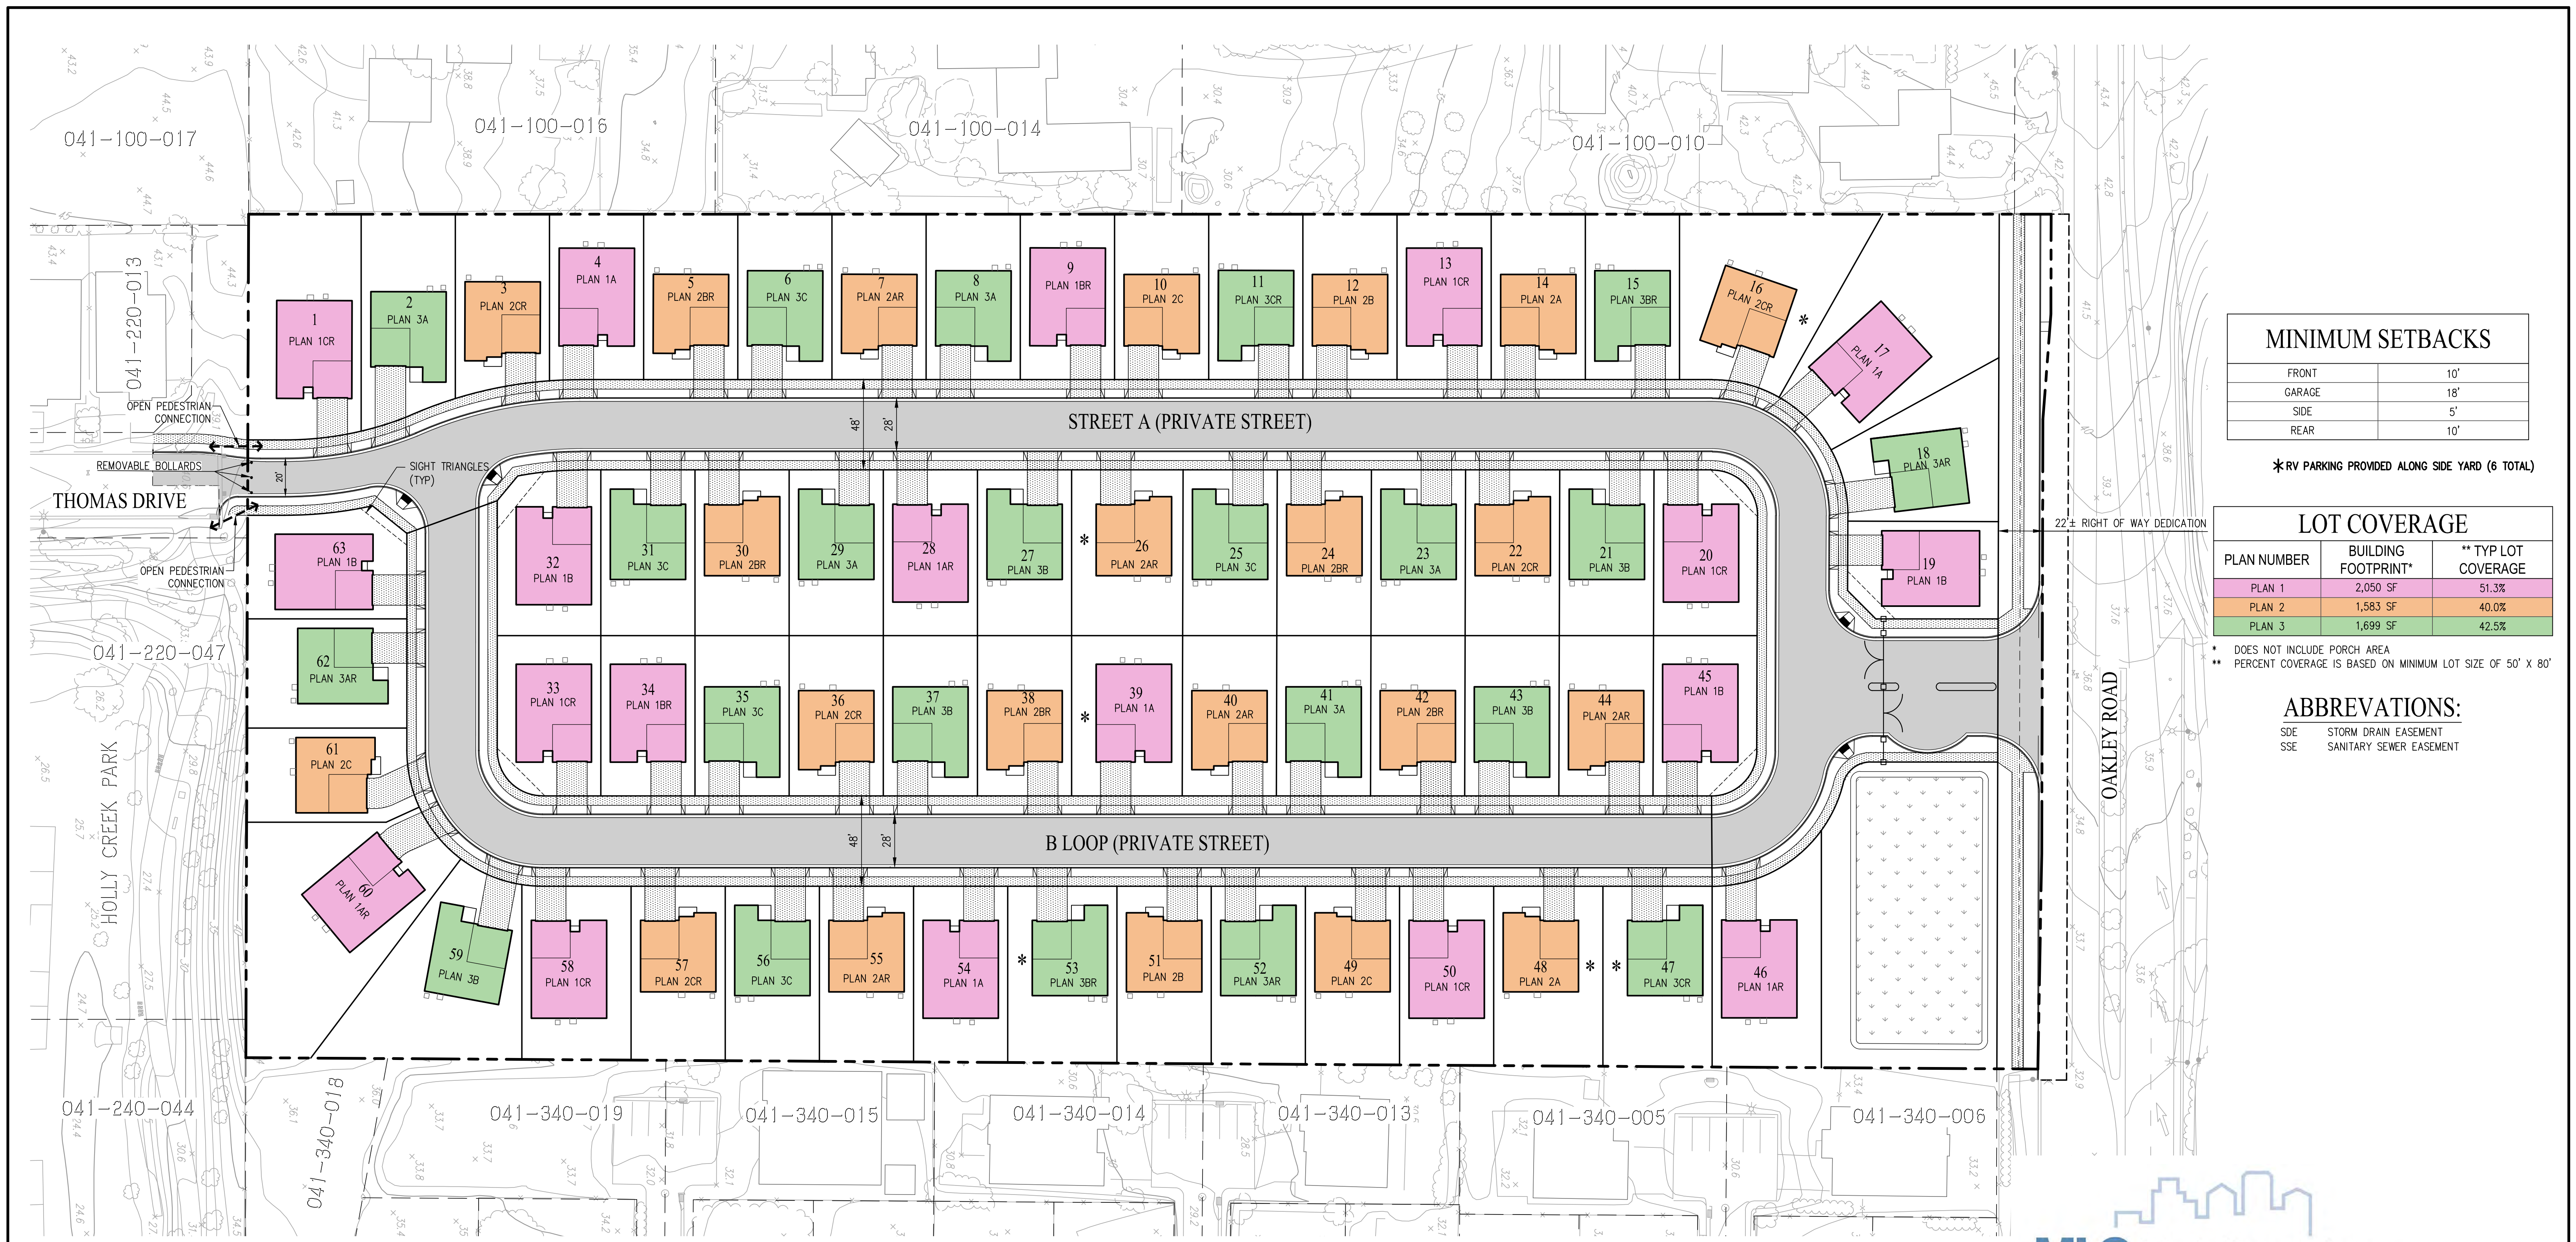 041-100-017
041-100-016
041-100-014
041-100-010
041-220-013
1
PLAN 1CR
2
PLAN 3A
3
PLAN 2CR
4
PLAN 1A
5
PLAN 2BR
6
PLAN 3C
7
PLAN 2AR
8
PLAN 3A
9
PLAN 1BR
10
PLAN 2C
11
PLAN 3CR
12
PLAN 2B
13
PLAN 1CR
14
PLAN 2A
15
PLAN 3BR
16
PLAN 2CR
*
17
PLAN 1A
18
PLAN 3AR
19
PLAN 1B
OPEN PEDESTRIAN
CONNECTION
REMOVABLE BOLLARDS
THOMAS DRIVE
20'
SIGHT TRIANGLES
(TYP)
OPEN PEDESTRIAN
CONNECTION
48'
28'
STREET A (PRIVATE STREET)
22'± RIGHT OF WAY DEDICATION
32
PLAN 1B
31
PLAN 3C
30
PLAN 2BR
29
PLAN 3A
28
PLAN 1AR
27
PLAN 3B
*
26
PLAN 2AR
25
PLAN 3C
24
PLAN 2BR
23
PLAN 3A
22
PLAN 2CR
21
PLAN 3B
20
PLAN 1CR
63
PLAN 1B
62
PLAN 3AR
61
PLAN 2C
60
PLAN 1AR
041-220-047
HOLLY CREEK PARK
33
PLAN 1CR
34
PLAN 1BR
35
PLAN 3C
36
PLAN 2CR
37
PLAN 3B
38
PLAN 2BR
*
39
PLAN 1A
40
PLAN 2AR
41
PLAN 3A
42
PLAN 2BR
43
PLAN 3B
44
PLAN 2AR
45
PLAN 1B
48'
28'
B LOOP (PRIVATE STREET)
OAKLEY ROAD
59
PLAN 3B
58
PLAN 1CR
57
PLAN 2CR
56
PLAN 3C
55
PLAN 2AR
54
PLAN 1A
*
53
PLAN 3BR
51
PLAN 2B
52
PLAN 3AR
49
PLAN 2C
50
PLAN 1CR
48
PLAN 2A
* *
47
PLAN 3CR
46
PLAN 1AR
041-240-044
041-340-018
041-340-019
041-340-015
041-340-014
041-340-013
041-340-005
041-340-006
MINIMUM SETBACKS
FRONT 10'
GARAGE 18'
SIDE 5'
REAR 10'
* RV PARKING PROVIDED ALONG SIDE YARD (6 TOTAL)
LOT COVERAGE
PLAN NUMBER BUILDING FOOTPRINT* ** TYP LOT COVERAGE
PLAN 1 2,050 SF 51.3%
PLAN 2 1,583 SF 40.0%
PLAN 3 1,699 SF 42.5%
* DOES NOT INCLUDE PORCH AREA
** PERCENT COVERAGE IS BASED ON MINIMUM LOT SIZE OF 50' X 80'
ABBREVATIONS:
SDE STORM DRAIN EASEMENT
SSE SANITARY SEWER EASEMENT